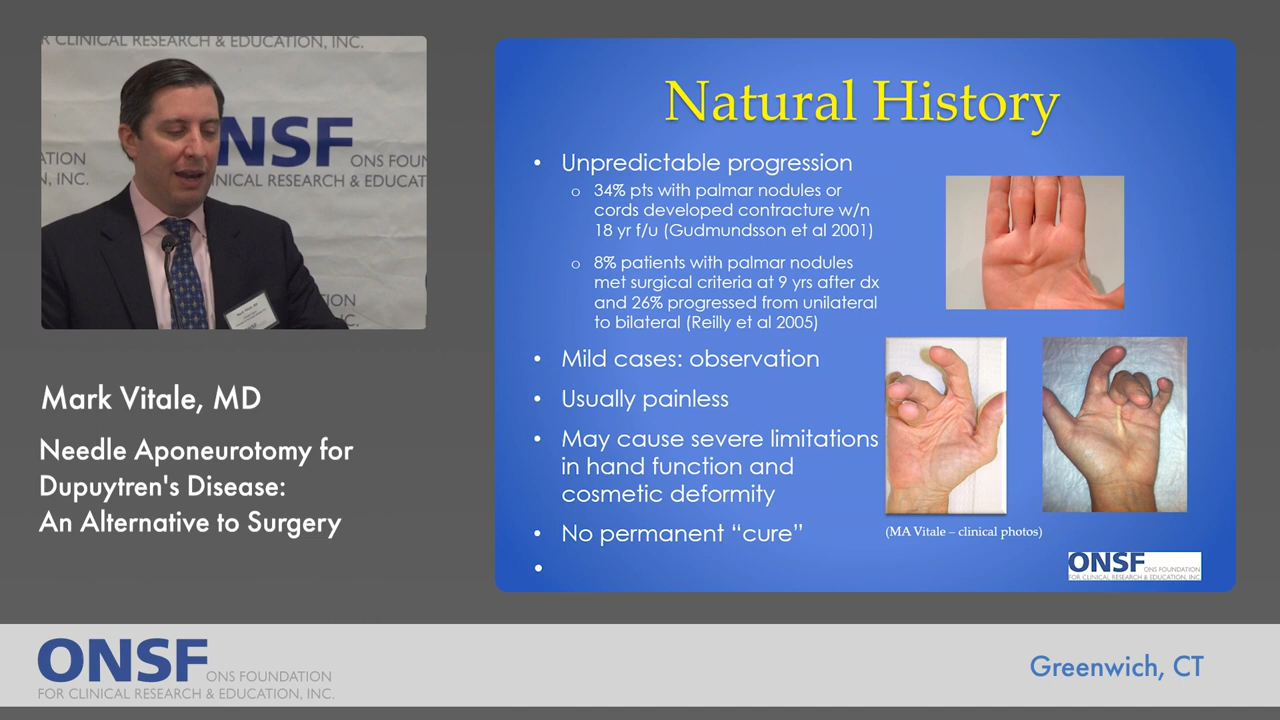 R CLINICAL RESEARCH & EDUCATION, INC.
NSF ONS FOUN
ATION
N, INC.
NICAL RESEARCH & EDUCAT
ION
Mark Vitale, MD
Needle Aponeurotomy for
Dupuytren's Disease:
An Alternative to Surgery
Natural History
• Unpredictable progression
o 34% pts with palmar nodules or
cords developed contracture w/n
18 yr f/u (Gudmundsson et al 2001)
o 8% patients with palmar nodules
met surgical criteria at 9 yrs after dx
and 26% progressed from unilateral
to bilateral (Reilly et al 2005)
• Mild cases: observation
• Usually painless
• May cause severe limitations
in hand function and
cosmetic deformity
• No permanent “cure”
•
(MA Vitale – clinical photos)
ONSF ONS FOUNDATION
FOR CLINICAL RESEARCH & EDUCATION, INC.
ONSF ONS FOUNDATION
FOR CLINICAL RESEARCH & EDUCATION, INC.
Greenwich, CT